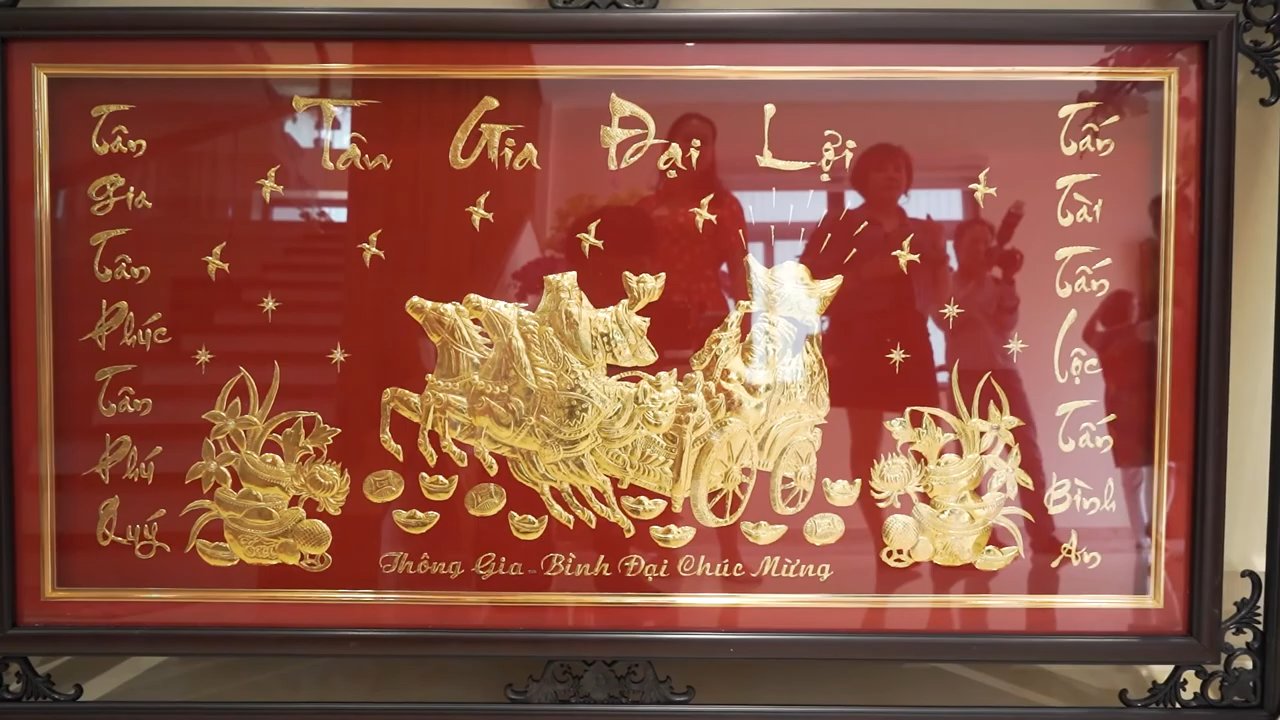 Tân Gia Đại Lợi
Tân
Gia
Tân
Phúc
Tân
Phú
Quý
Tấn
Tài
Tấn
Lộc
Tấn
Bình
An
Thông Gia - Bình Đại Chúc Mừng